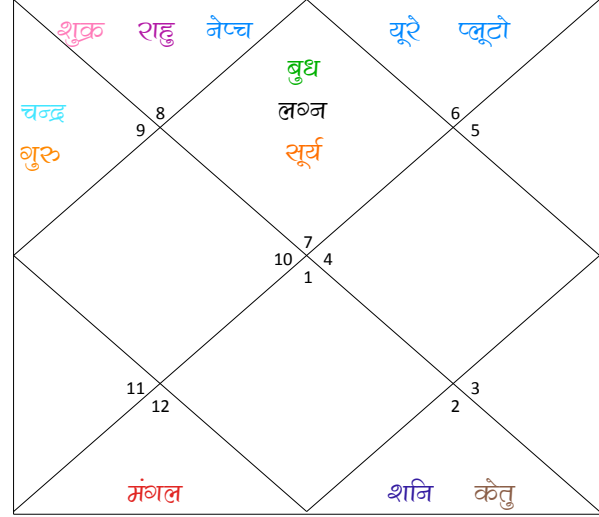 शुक्र राहु नेप्च यूरे प्लूटो
बुध
चन्द्र लग्न 8 6
9 5
गुरु सूर्य
7
10 4
1
11 3
12 2
मंगल शनि केतु